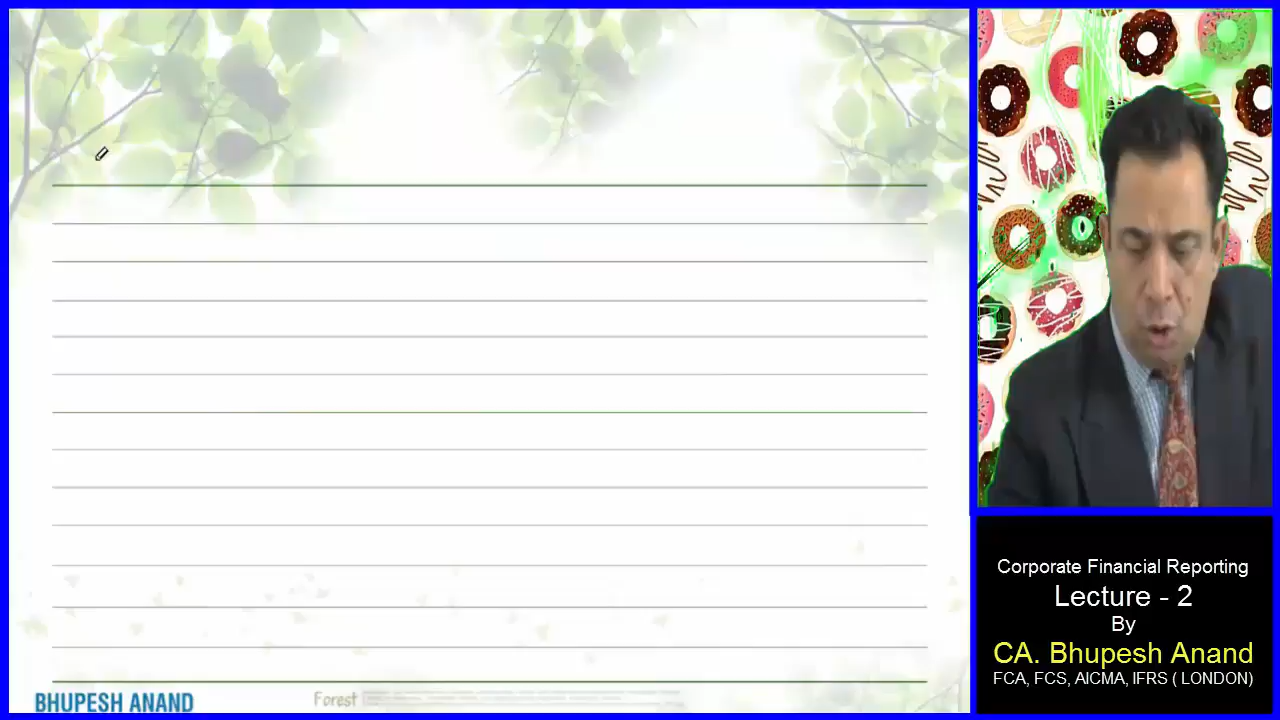 BHUPESH ANAND
Forest
Corporate Financial Reporting
Lecture - 2
By
CA. Bhupesh Anand
FCA, FCS, AICMA, IFRS ( LONDON)